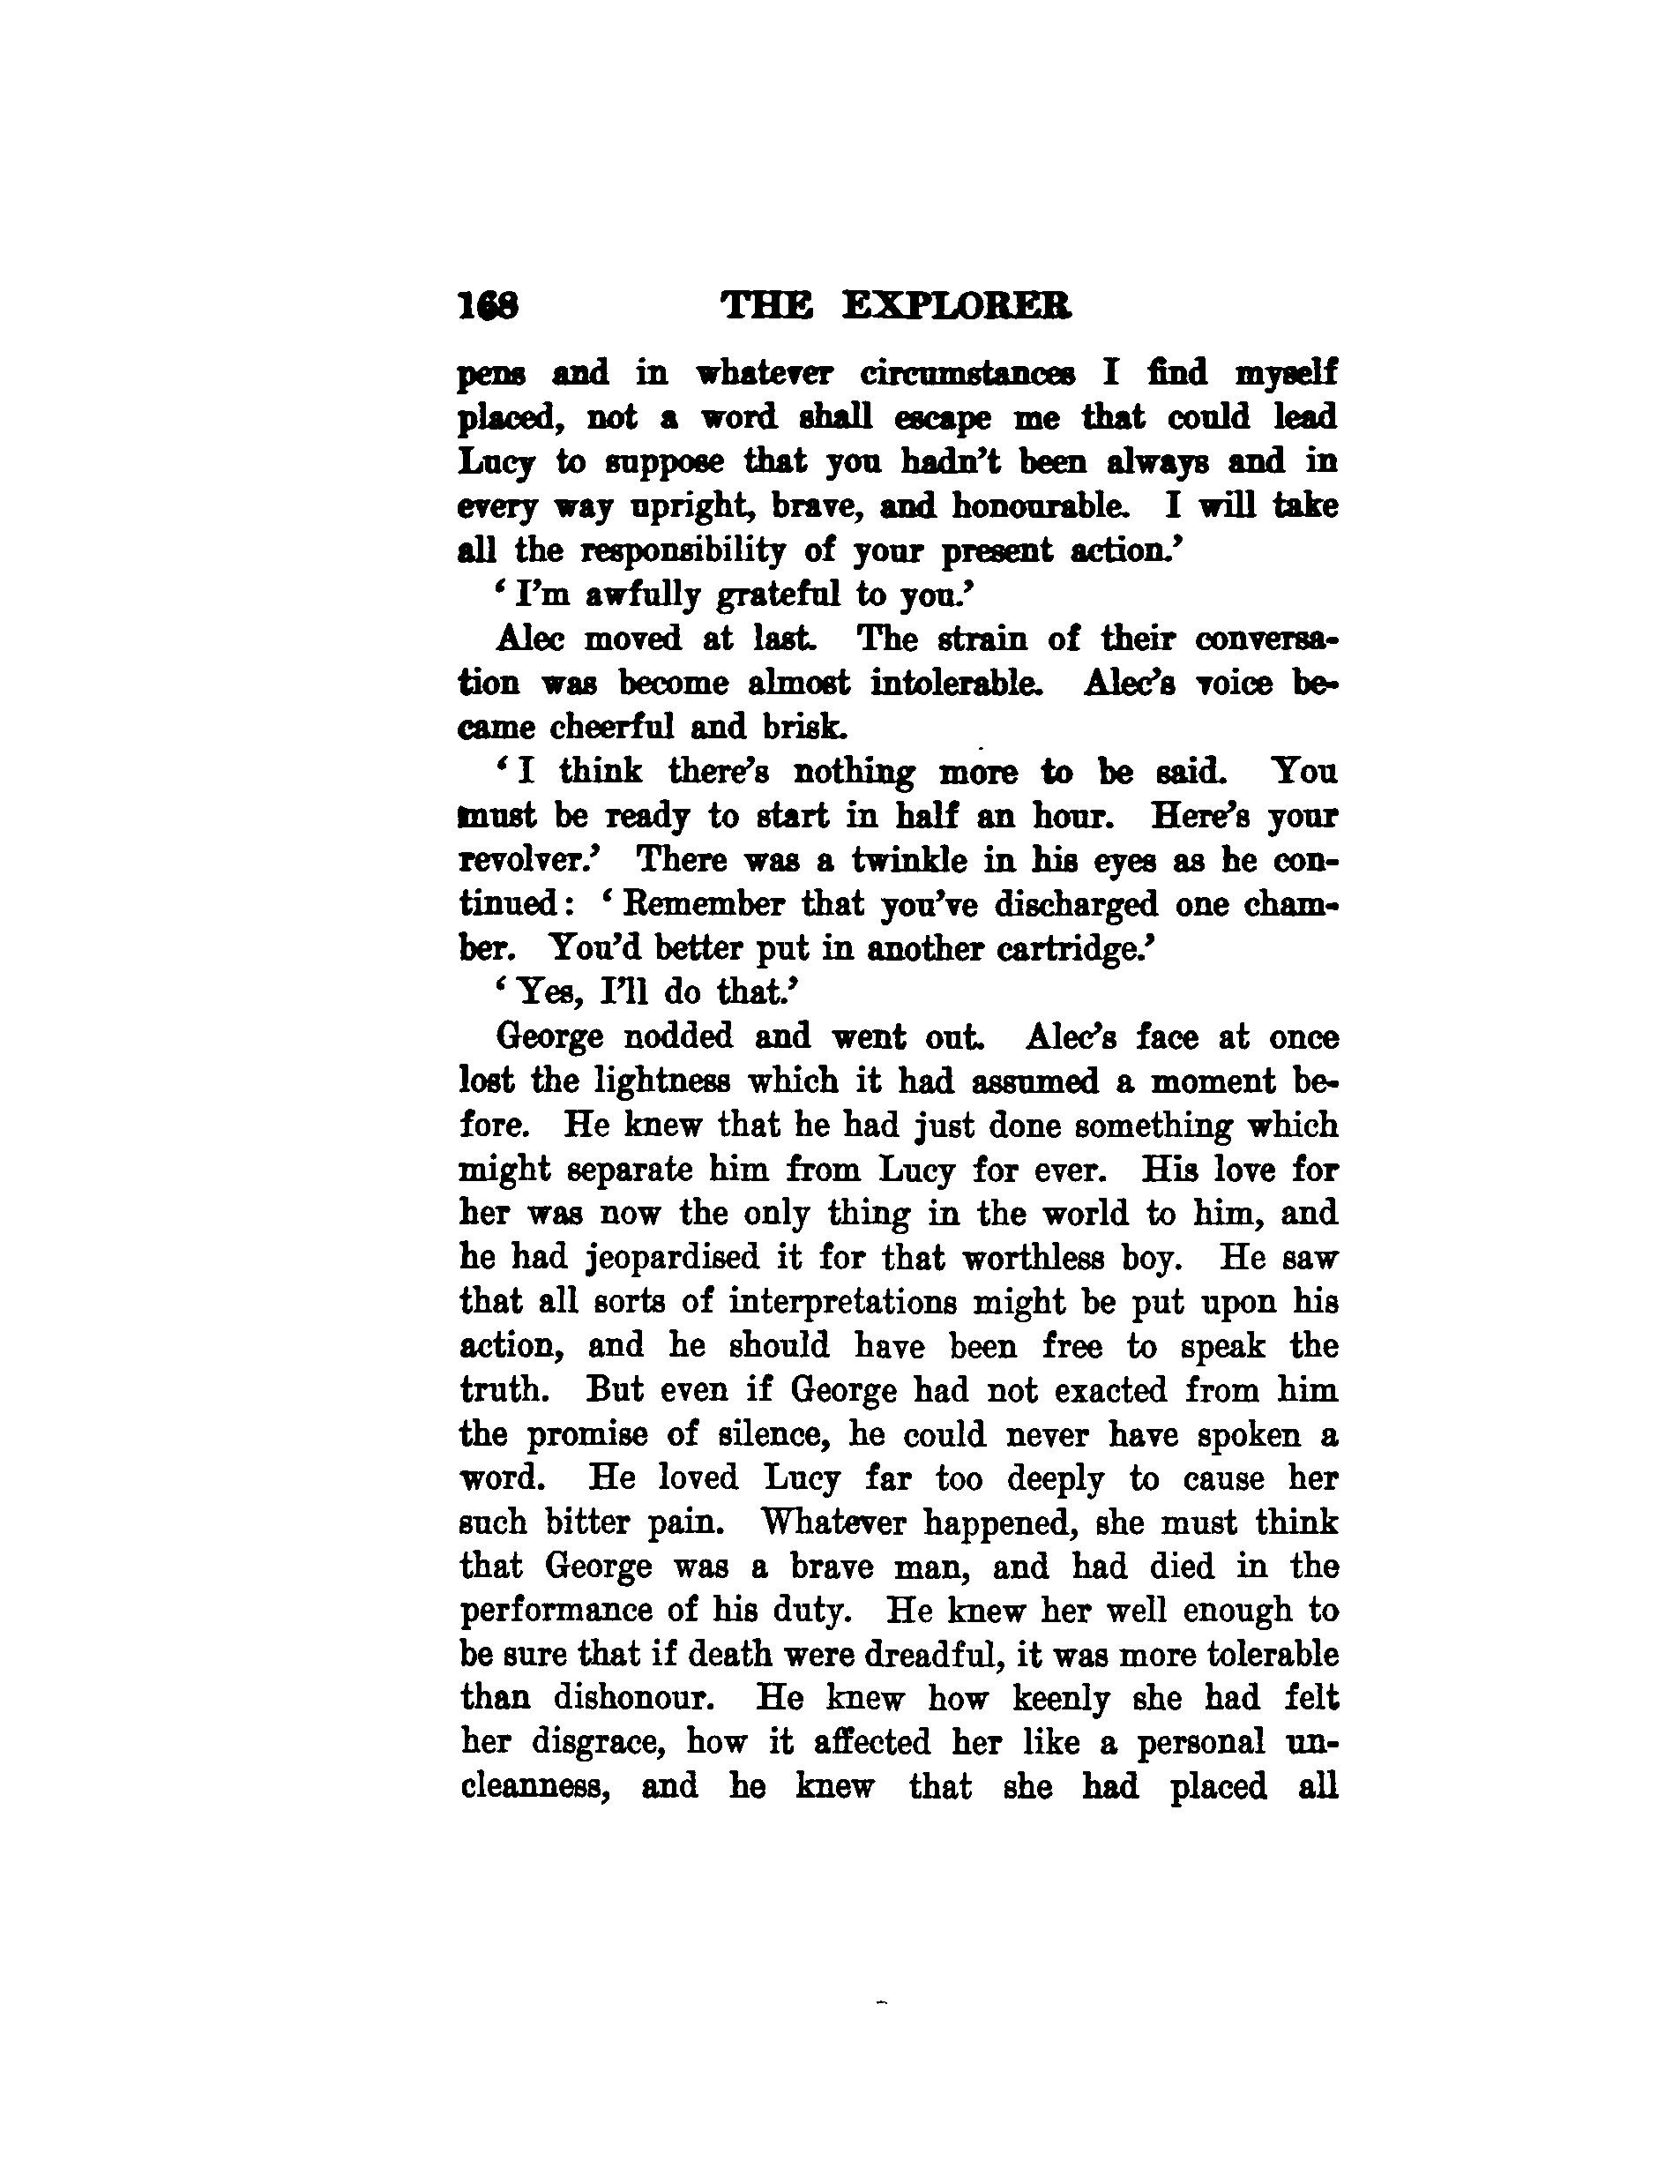 168 THE EXPLORER
pens and in whatever circumstances I find myself
placed, not a word shall escape me that could lead
Lucy to suppose that you hadn't been always and in
every way upright, brave, and honourable. I will take
all the responsibility of your present action.'
'I'm awfully grateful to you.'
Alec moved at last. The strain of their conversa-
tion was become almost intolerable. Alec's voice be-
came cheerful and brisk.
'I think there's nothing more to be said. You
must be ready to start in half an hour. Here's your
revolver.' There was a twinkle in his eyes as he con-
tinued: 'Remember that you've discharged one cham-
ber. You'd better put in another cartridge.'
'Yes, I'll do that.'
George nodded and went out. Alec's face at once
lost the lightness which it had assumed a moment be-
fore. He knew that he had just done something which
might separate him from Lucy for ever. His love for
her was now the only thing in the world to him, and
he had jeopardised it for that worthless boy. He saw
that all sorts of interpretations might be put upon his
action, and he should have been free to speak the
truth. But even if George had not exacted from him
the promise of silence, he could never have spoken a
word. He loved Lucy far too deeply to cause her
such bitter pain. Whatever happened, she must think
that George was a brave man, and had died in the
performance of his duty. He knew her well enough to
be sure that if death were dreadful, it was more tolerable
than dishonour. He knew how keenly she had felt
her disgrace, how it affected her like a personal un-
cleanness, and he knew that she had placed all